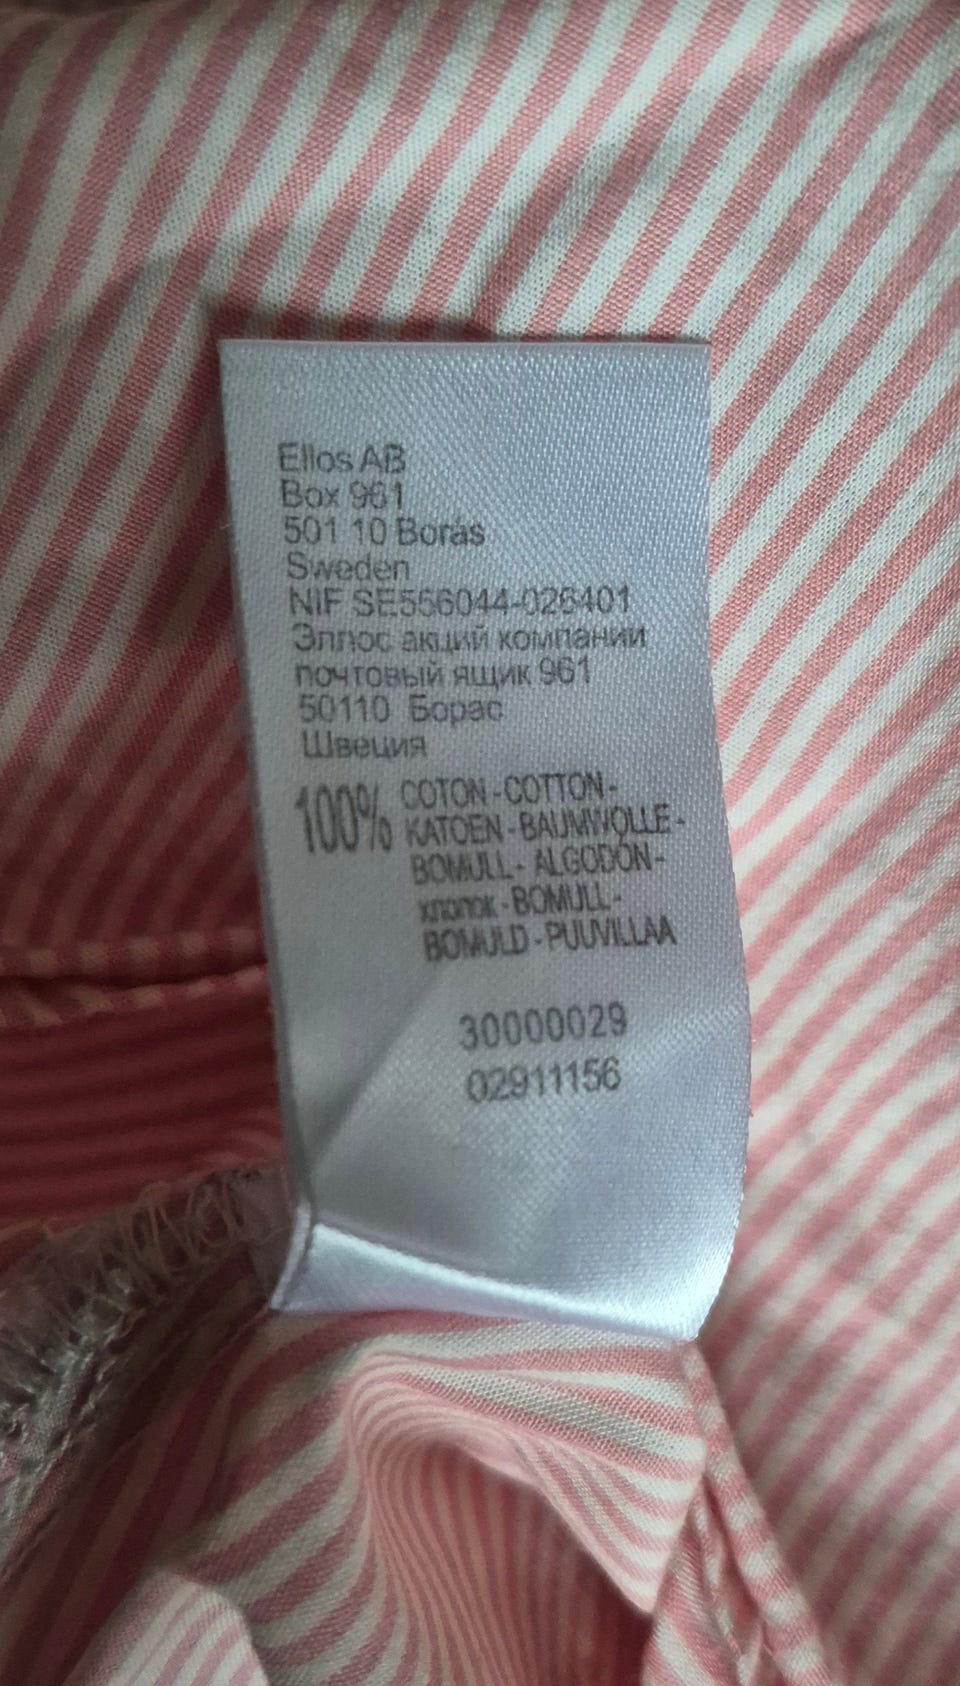 Ellos AB
Box 961
501 10 Borås
Sweden
NIF SE556044-026401
Эллос акций компании
почтовый ящик 961
50110 Борас
Швеция
100% COTON - COTTON -
KATOEN - BAUMWOLLE -
BOMULL - ALGODÓN -
хлопок - BOMULL -
BOMULD - PUUVILLAA
30000029
02911156